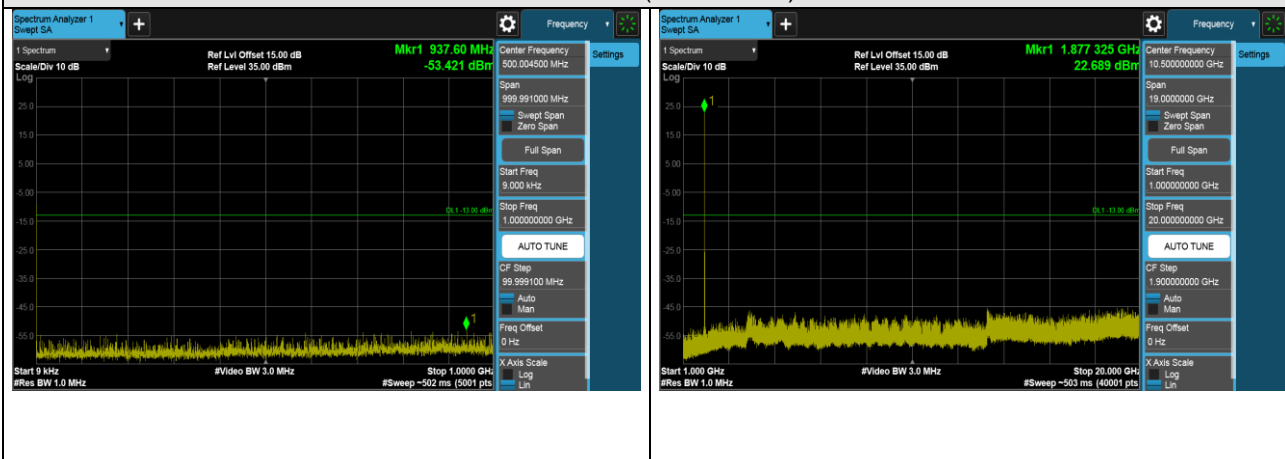 Spectrum Analyzer 1
Swept SA
+
Frequency
1 Spectrum
Scale/Div 10 dB
Log
Ref Lvl Offset 15.00 dB
Ref Level 35.00 dBm
Mkr1 937.60 MHz
-53.421 dBm
25.0
15.0
5.00
-5.00
-15.0
-25.0
-35.0
-45.0
-55.0
DL1 -13.00 dBm
1
Start 9 kHz
#Res BW 1.0 MHz
#Video BW 3.0 MHz
Stop 1.0000 GHz
#Sweep ~502 ms (5001 pts
Center Frequency
500.004500 MHz
Settings
Span
999.991000 MHz
Swept Span
Zero Span
Full Span
Start Freq
9.000 kHz
Stop Freq
1.000000000 GHz
AUTO TUNE
CF Step
99.999100 MHz
Auto
Man
Freq Offset
0 Hz
X Axis Scale
Log
Lin
Spectrum Analyzer 1
Swept SA
+
Frequency
1 Spectrum
Scale/Div 10 dB
Log
Ref Lvl Offset 15.00 dB
Ref Level 35.00 dBm
Mkr1 1.877 325 GHz
22.689 dBm
25.0
15.0
5.00
-5.00
-15.0
-25.0
-35.0
-45.0
-55.0
DL1 -13.00 dBm
1
Start 1.000 GHz
#Res BW 1.0 MHz
#Video BW 3.0 MHz
Stop 20.000 GHz
#Sweep ~503 ms (40001 pts
Center Frequency
10.500000000 GHz
Settings
Span
19.0000000 GHz
Swept Span
Zero Span
Full Span
Start Freq
1.000000000 GHz
Stop Freq
20.000000000 GHz
AUTO TUNE
CF Step
1.900000000 GHz
Auto
Man
Freq Offset
0 Hz
X Axis Scale
Log
Lin